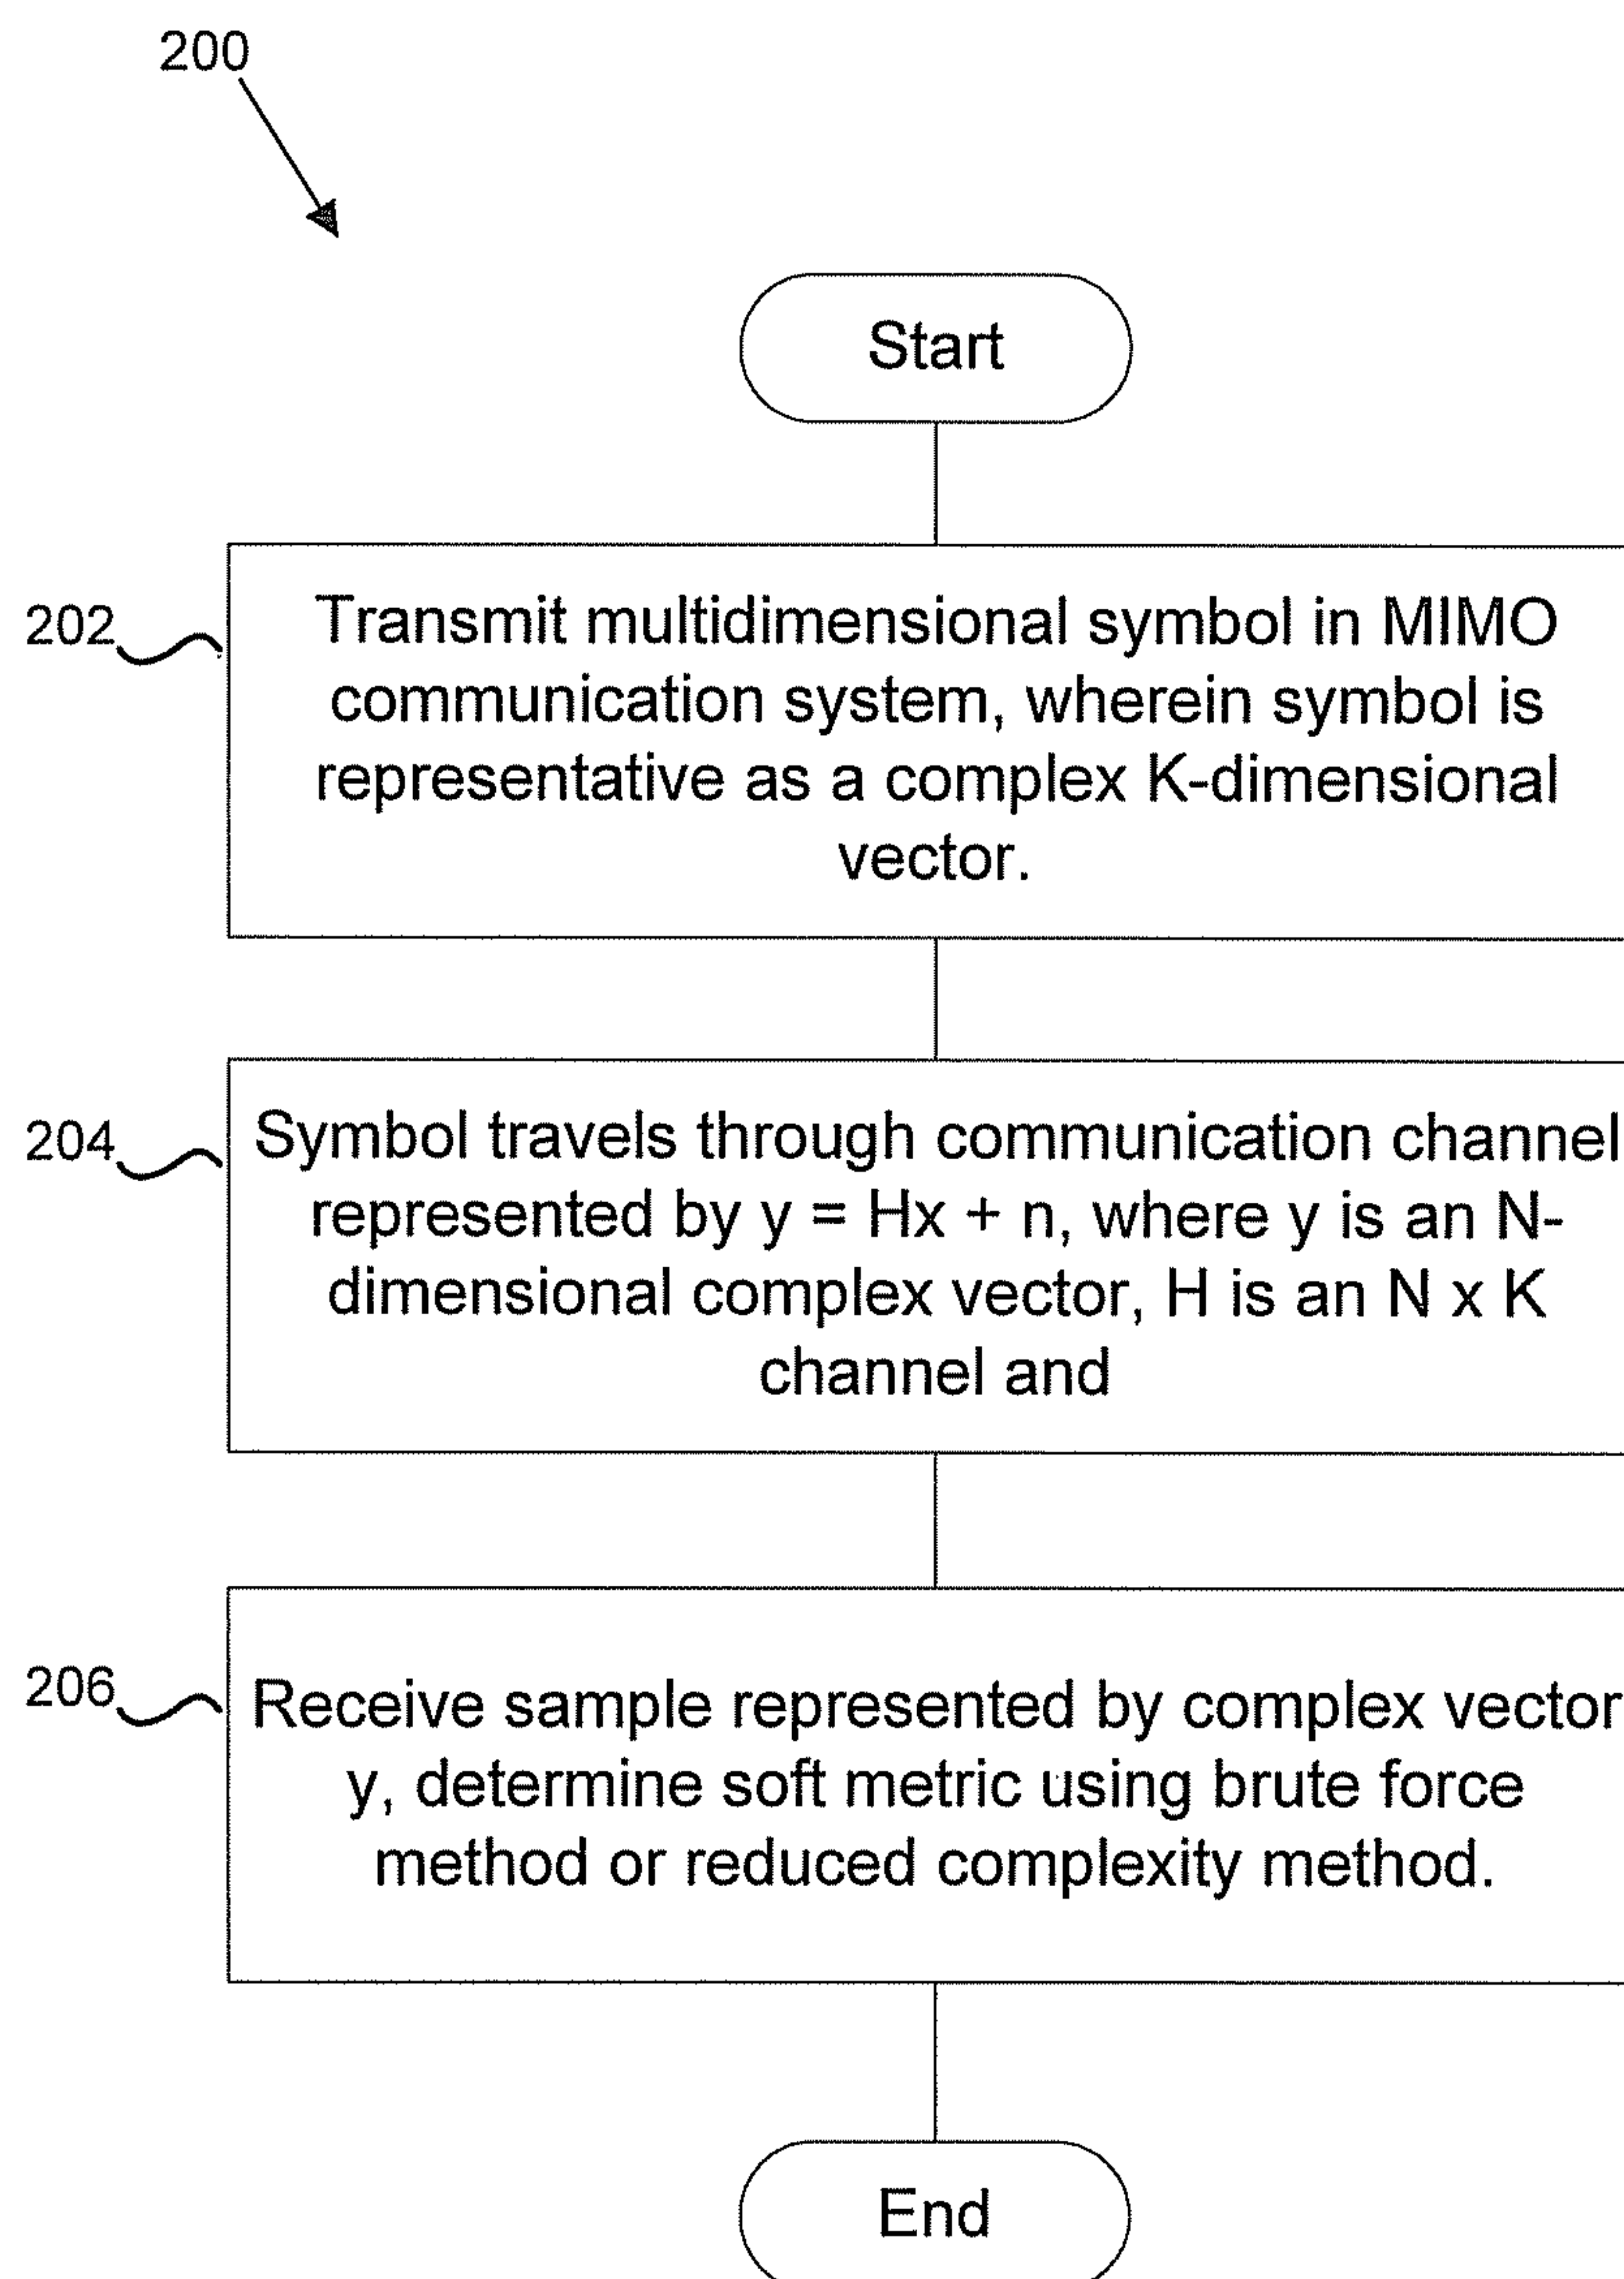 200
Start
202
Transmit multidimensional symbol in MIMO
communication system, wherein symbol is
representative as a complex K-dimensional
vector.
204
Symbol travels through communication channel
represented by y = Hx + n, where y is an N-
dimensional complex vector, H is an N x K
channel and
206
Receive sample represented by complex vector
y, determine soft metric using brute force
method or reduced complexity method.
End